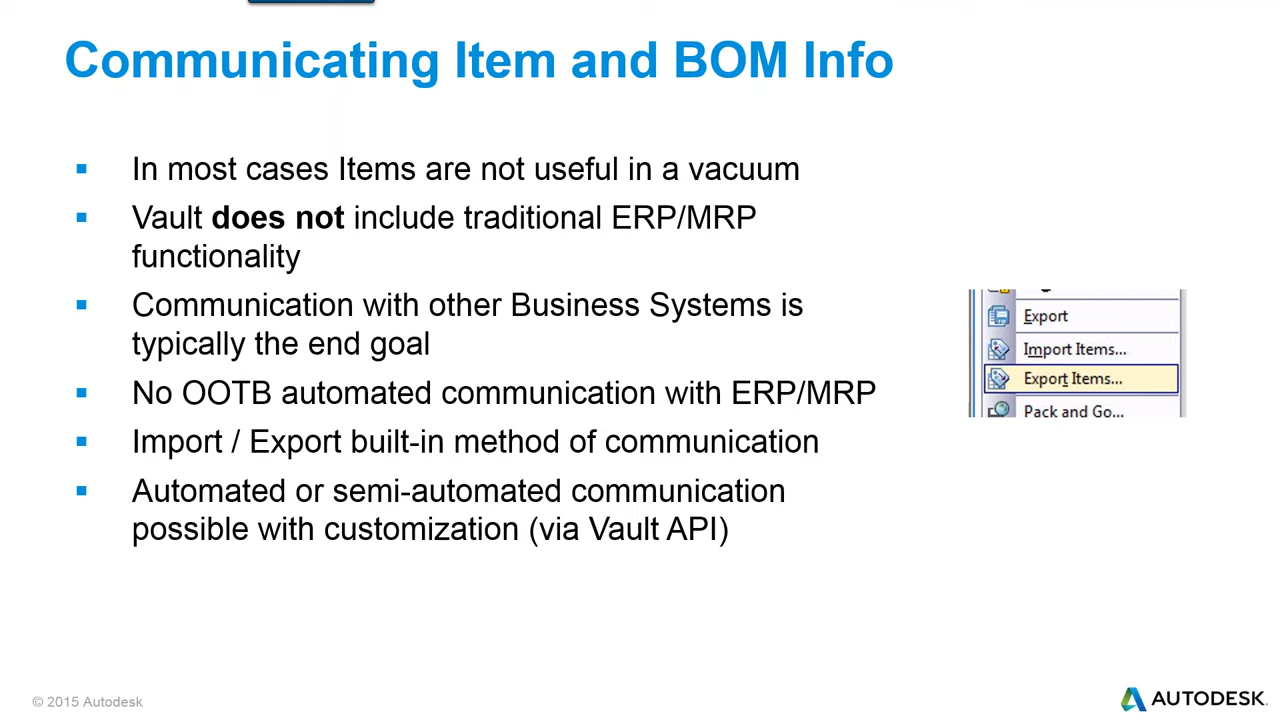 Communicating Item and BOM Info
▪ In most cases Items are not useful in a vacuum
▪ Vault does not include traditional ERP/MRP
functionality
▪ Communication with other Business Systems is
typically the end goal
▪ No OOTB automated communication with ERP/MRP
▪ Import / Export built-in method of communication
▪ Automated or semi-automated communication
possible with customization (via Vault API)
Export
Import Items...
Export Items...
Pack and Go...
© 2015 Autodesk
AUTODESK.